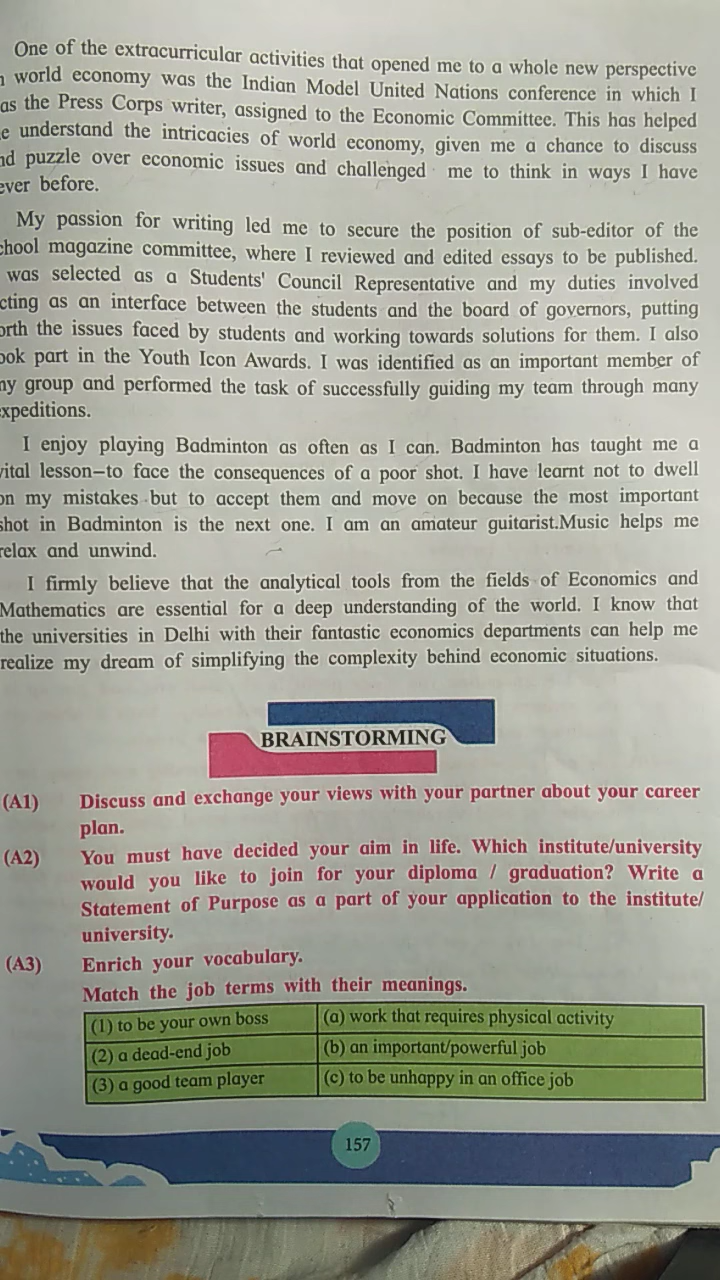 One of the extracurricular activities that opened me to a whole new perspective
world economy was the Indian Model United Nations conference in which I
as the Press Corps writer, assigned to the Economic Committee. This has helped
e understand the intricacies of world economy, given me a chance to discuss
nd puzzle over economic issues and challenged me to think in ways I have
ever before.
My passion for writing led me to secure the position of sub-editor of the
chool magazine committee, where I reviewed and edited essays to be published.
was selected as a Students' Council Representative and my duties involved
cting as an interface between the students and the board of governors, putting
orth the issues faced by students and working towards solutions for them. I also
ook part in the Youth Icon Awards. I was identified as an important member of
ny group and performed the task of successfully guiding my team through many
expeditions.
I enjoy playing Badminton as often as I can. Badminton has taught me a
vital lesson–to face the consequences of a poor shot. I have learnt not to dwell
on my mistakes but to accept them and move on because the most important
shot in Badminton is the next one. I am an amateur guitarist.Music helps me
relax and unwind.
I firmly believe that the analytical tools from the fields of Economics and
Mathematics are essential for a deep understanding of the world. I know that
the universities in Delhi with their fantastic economics departments can help me
realize my dream of simplifying the complexity behind economic situations.
BRAINSTORMING
(A1) Discuss and exchange your views with your partner about your career
plan.
(A2) You must have decided your aim in life. Which institute/university
would you like to join for your diploma / graduation? Write a
Statement of Purpose as a part of your application to the institute/
university.
(A3) Enrich your vocabulary.
Match the job terms with their meanings.
(1) to be your own boss (a) work that requires physical activity
(2) a dead-end job (b) an important/powerful job
(3) a good team player (c) to be unhappy in an office job
157